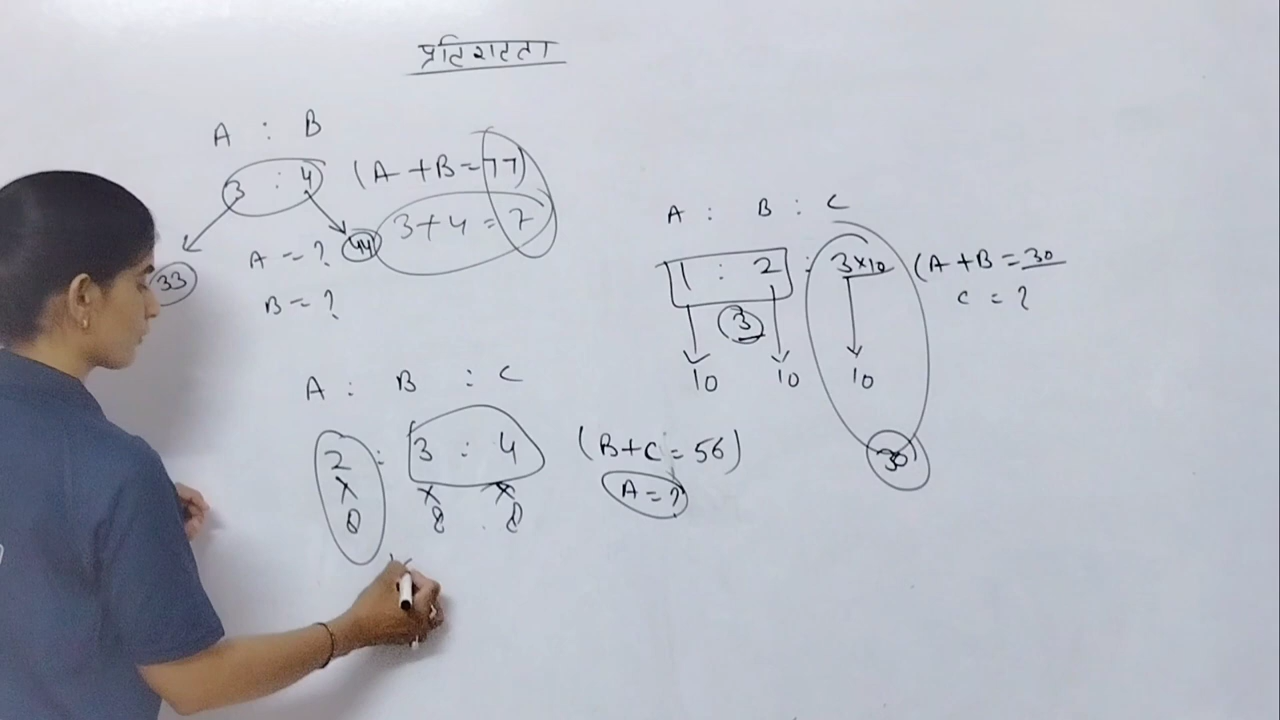 प्रतिशतता
A : B
3 : 4 (A + B = 77)
3 + 4 = 7
33
44
A = ?
B = ?
A : B : C
1 : 2 : 3×10 (A + B = 30
C = ?
3
10 10 10
30
A : B : C
2 : 3 : 4 (B + C = 56)
× × × A = ?
8 8 8